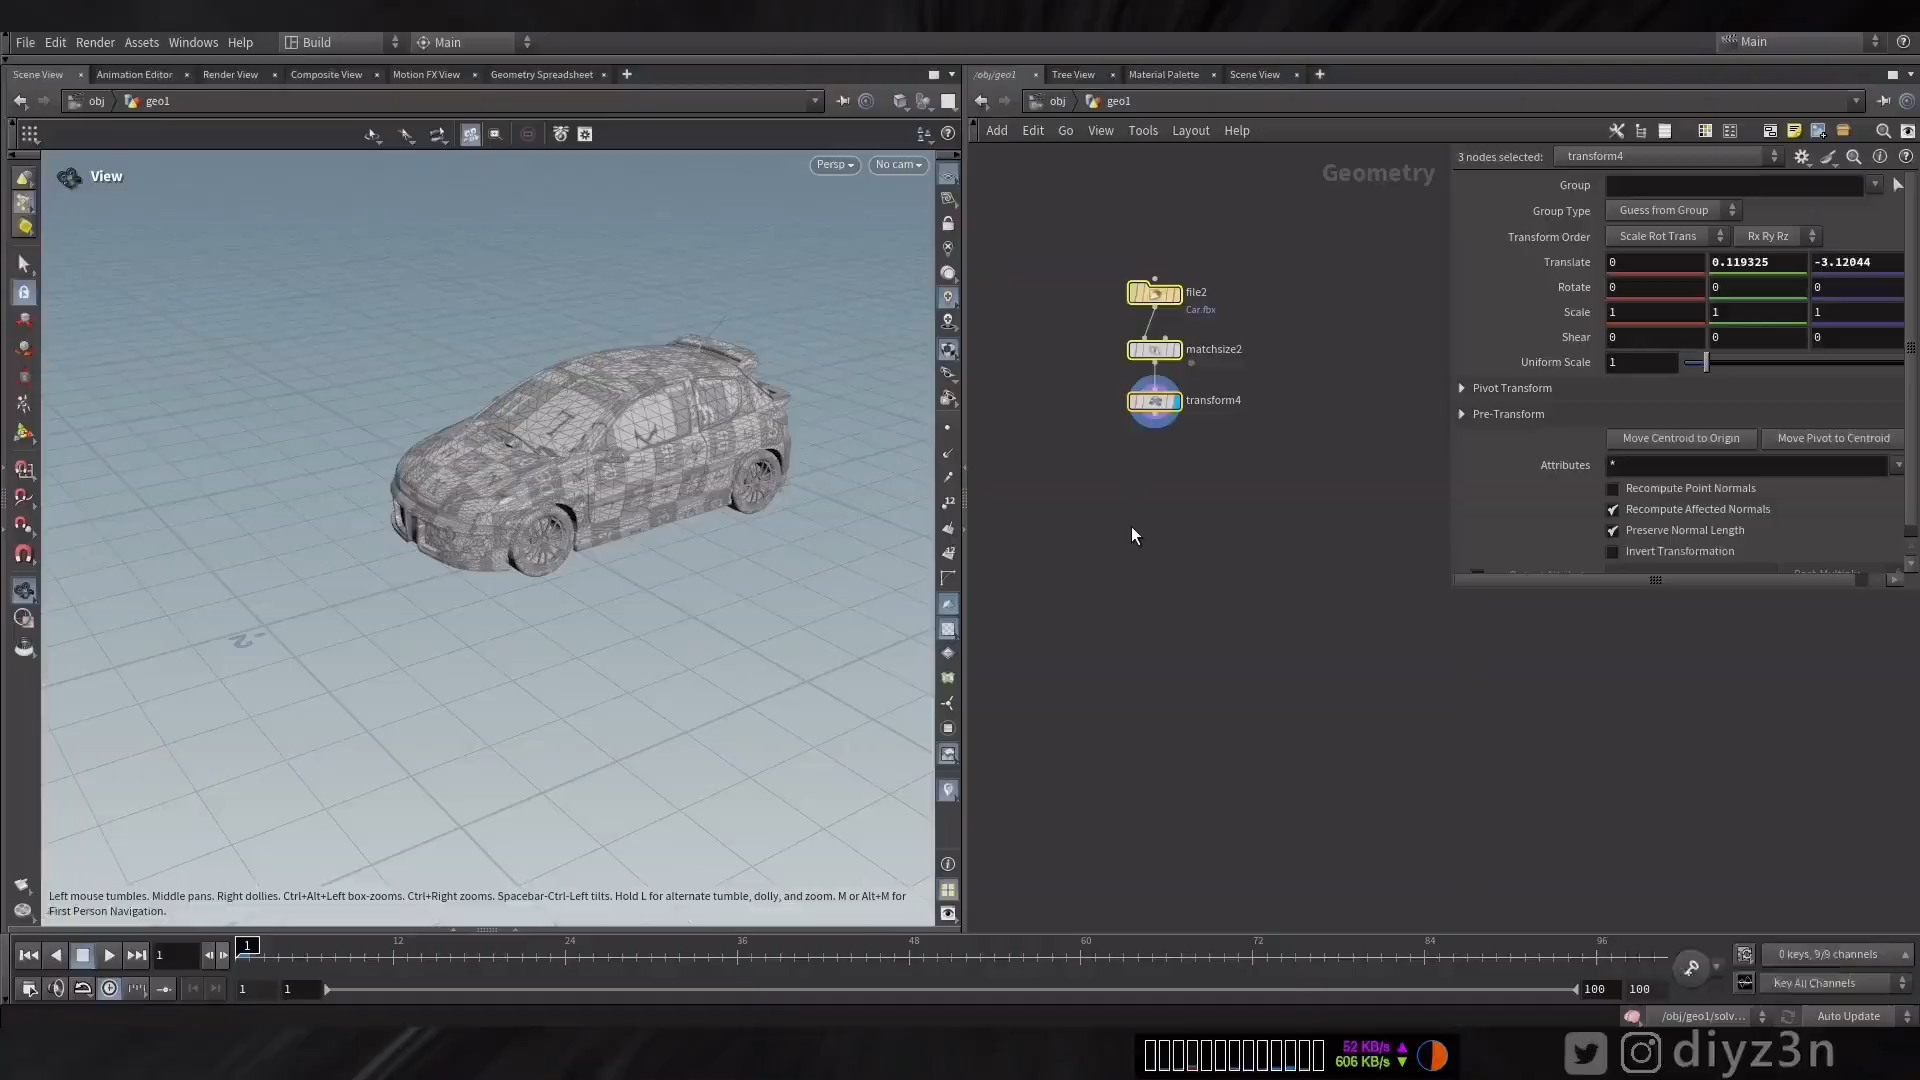 File Edit Render Assets Windows Help Build Main Main
Scene View Animation Editor Render View Composite View Motion FX View Geometry Spreadsheet
/obj/geo1 Tree View Material Palette Scene View
obj geo1
obj geo1
Add Edit Go View Tools Layout Help
View
Persp
No cam
Geometry
3 nodes selected: transform4
Group
Group Type Guess from Group
Transform Order Scale Rot Trans Rx Ry Rz
Translate 0 0.119325 -3.12044
Rotate 0 0 0
Scale 1 1 1
Shear 0 0 0
Uniform Scale 1
Pivot Transform
Pre-Transform
Move Centroid to Origin Move Pivot to Centroid
Attributes *
Recompute Point Normals
Recompute Affected Normals
Preserve Normal Length
Invert Transformation
file2
Car.fbx
matchsize2
transform4
12
12
-2
Left mouse tumbles. Middle pans. Right dollies. Ctrl+Alt+Left box-zooms. Ctrl+Right zooms. Spacebar-Ctrl-Left tilts. Hold L for alternate tumble, dolly, and zoom. M or Alt+M for
First Person Navigation.
1 1 12 24 36 48 60 72 84 96
0 keys, 9/9 channels
1 1 100 100
Key All Channels
/obj/geo1/solv... Auto Update
52 KB/s
606 KB/s
diyz3n